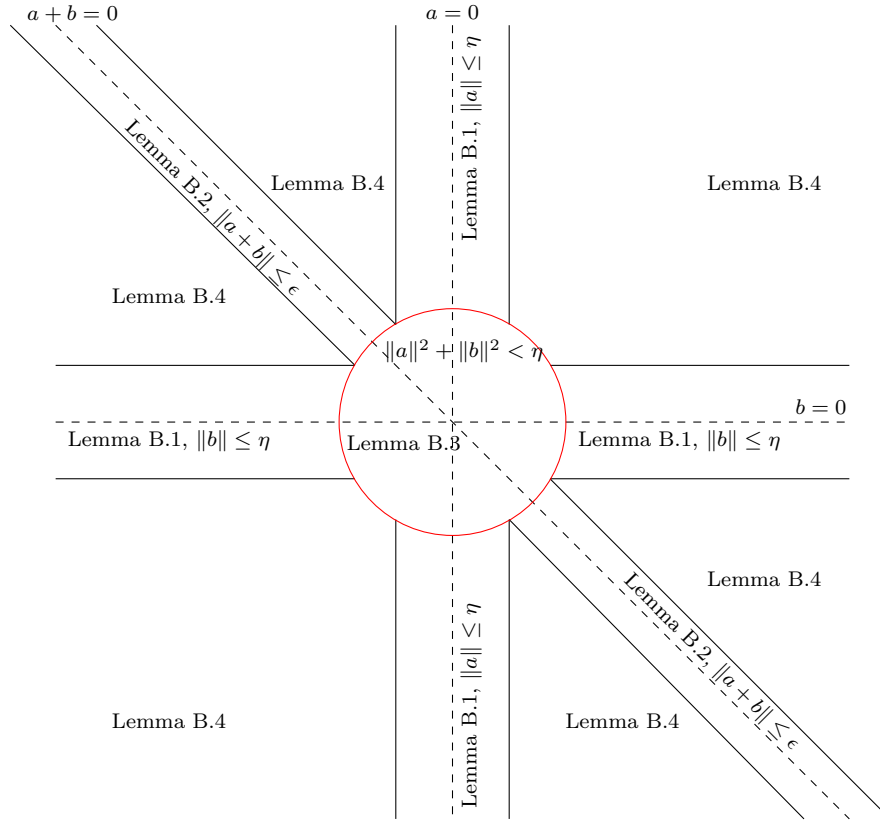 a + b = 0
a = 0
Lemma B.1, ‖a‖ ≤ η
Lemma B.2, ‖a + b‖ ≤ ϵ
Lemma B.4
Lemma B.4
Lemma B.4
‖a‖² + ‖b‖² < η
b = 0
Lemma B.1, ‖b‖ ≤ η
Lemma B.3
Lemma B.1, ‖b‖ ≤ η
Lemma B.4
Lemma B.2, ‖a + b‖ ≤ ϵ
Lemma B.1, ‖a‖ ≤ η
Lemma B.4
Lemma B.4